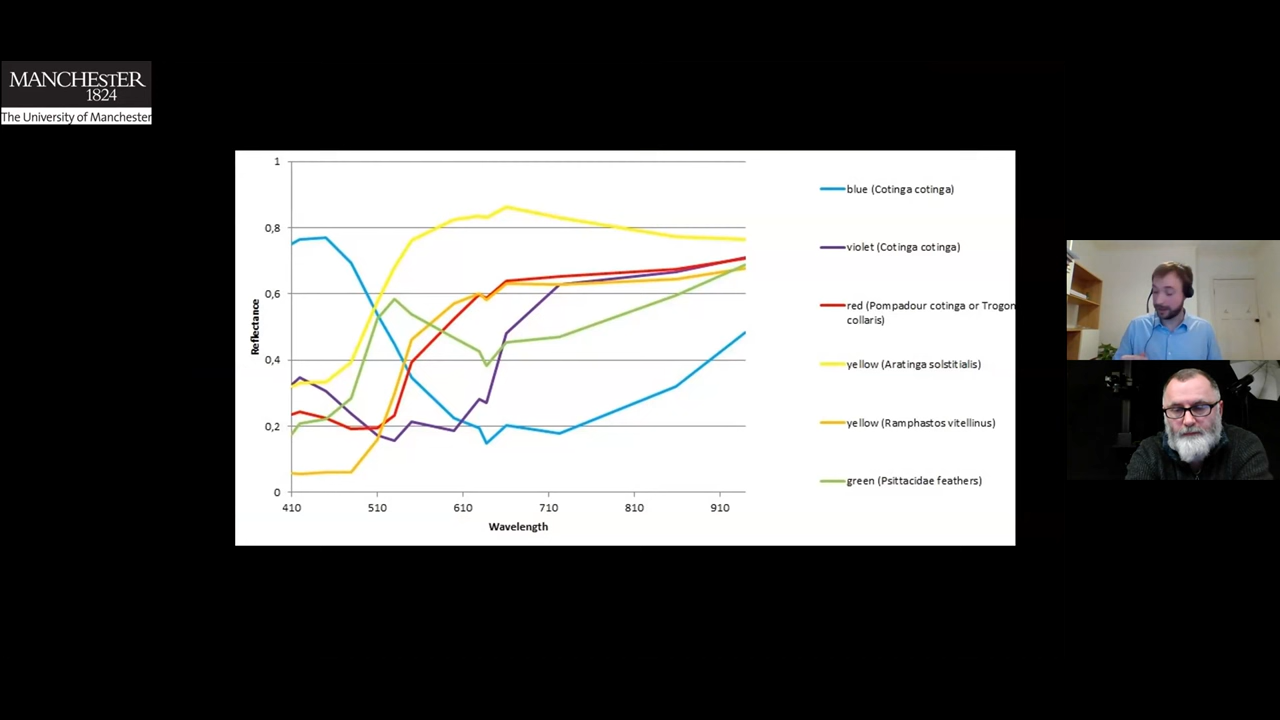 MANCHESTER
1824
The University of Manchester
1
0,8
0,6
0,4
0,2
0
Reflectance
410 510 610 710 810 910
Wavelength
blue (Cotinga cotinga)
violet (Cotinga cotinga)
red (Pompadour cotinga or Trogon
collaris)
yellow (Aratinga solstitialis)
yellow (Ramphastos vitellinus)
green (Psittacidae feathers)